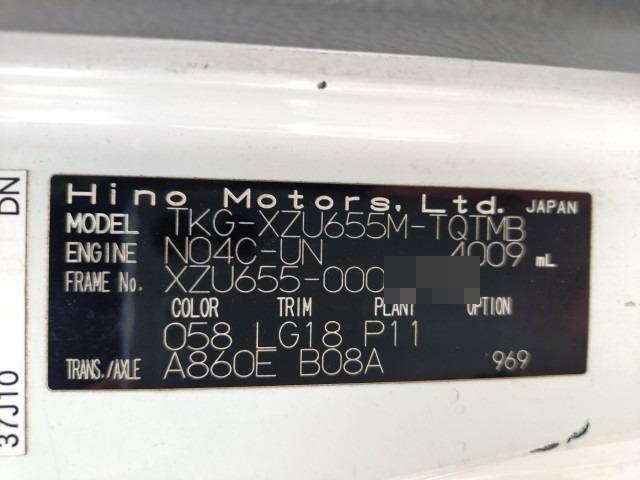 Hino Motors, Ltd. JAPAN
MODEL TKG-XZU655M-TQTMB
ENGINE N04C-UN 4009 mL
FRAME No. XZU655-000
COLOR TRIM PLANT OPTION
058 LG18 P11
TRANS./AXLE A860E B08A 969
37J10 DN